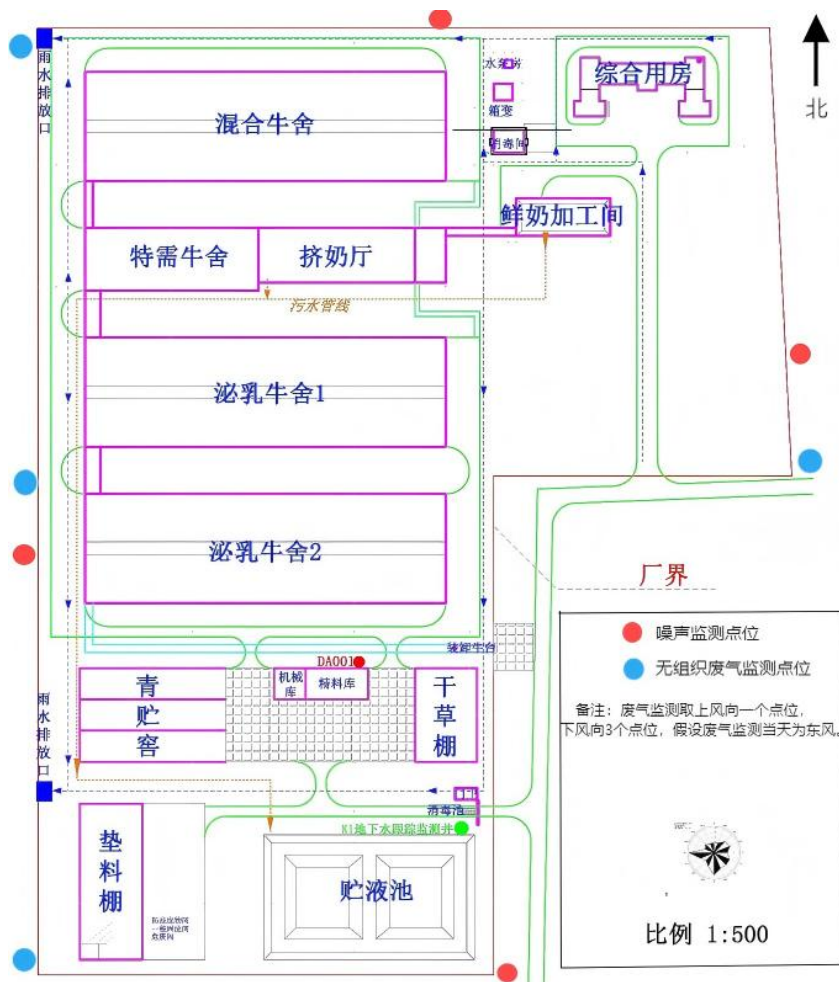 雨水排放口
水泵房
综合用房
北
箱变
混合牛舍
消毒间
鲜奶加工间
特需牛舍
挤奶厅
污水管线
泌乳牛舍1
泌乳牛舍2
厂界
噪声监测点位
装卸牛台
无组织废气监测点位
DA001
青
贮
窖
机械库
精料库
干草棚
备注：废气监测取上风向一个点位，
下风向3个点位，假设废气监测当天为东风。
雨水排放口
门卫
消毒池
K1地下水跟踪监测井
垫料棚
贮液池
比例 1:500